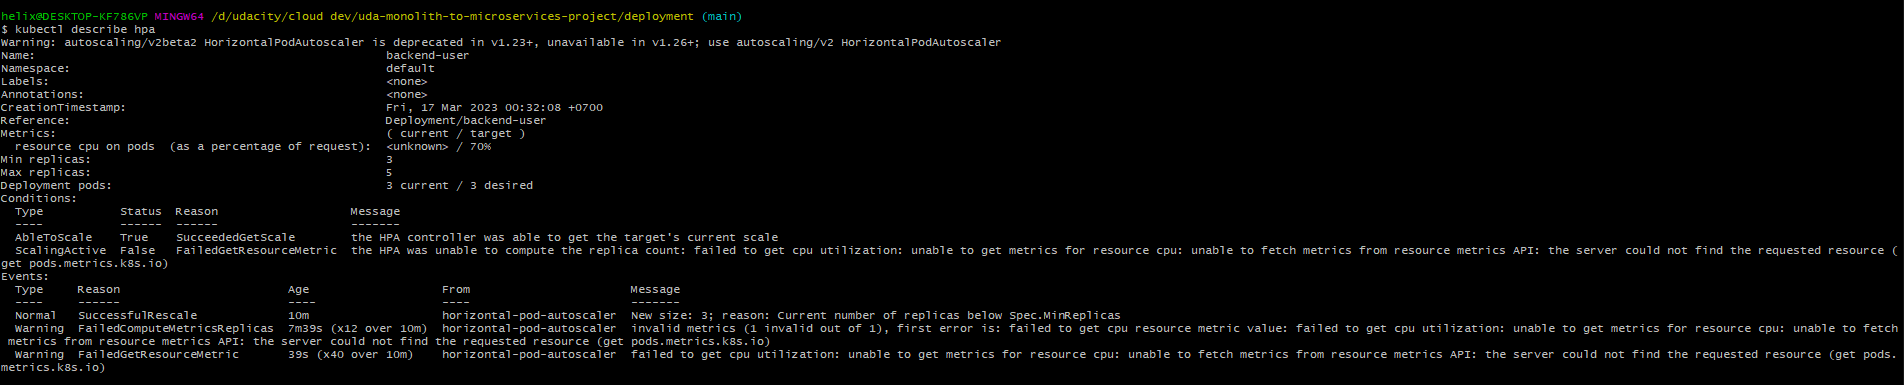 helix@DESKTOP-KF786VP MINGW64 /d/udacity/cloud dev/uda-monolith-to-microservices-project/deployment (main)
$ kubectl describe hpa
Warning: autoscaling/v2beta2 HorizontalPodAutoscaler is deprecated in v1.23+, unavailable in v1.26+; use autoscaling/v2 HorizontalPodAutoscaler
Name:                                                  backend-user
Namespace:                                             default
Labels:                                                <none>
Annotations:                                           <none>
CreationTimestamp:                                     Fri, 17 Mar 2023 00:32:08 +0700
Reference:                                             Deployment/backend-user
Metrics:                                               ( current / target )
  resource cpu on pods  (as a percentage of request):  <unknown> / 70%
Min replicas:                                          3
Max replicas:                                          5
Deployment pods:                                       3 current / 3 desired
Conditions:
  Type           Status  Reason                   Message
  ----           ------  ------                   -------
  AbleToScale    True    SucceededGetScale        the HPA controller was able to get the target's current scale
  ScalingActive  False   FailedGetResourceMetric  the HPA was unable to compute the replica count: failed to get cpu utilization: unable to get metrics for resource cpu: unable to fetch metrics from resource metrics API: the server could not find the requested resource (
get pods.metrics.k8s.io)
Events:
  Type     Reason                        Age                   From                       Message
  ----     ------                        ----                  ----                       -------
  Normal   SuccessfulRescale             10m                   horizontal-pod-autoscaler  New size: 3; reason: Current number of replicas below Spec.MinReplicas
  Warning  FailedComputeMetricsReplicas  7m39s (x12 over 10m)  horizontal-pod-autoscaler  invalid metrics (1 invalid out of 1), first error is: failed to get cpu resource metric value: failed to get cpu utilization: unable to get metrics for resource cpu: unable to fetch
 metrics from resource metrics API: the server could not find the requested resource (get pods.metrics.k8s.io)
  Warning  FailedGetResourceMetric       39s (x40 over 10m)    horizontal-pod-autoscaler  failed to get cpu utilization: unable to get metrics for resource cpu: unable to fetch metrics from resource metrics API: the server could not find the requested resource (get pods.
metrics.k8s.io)